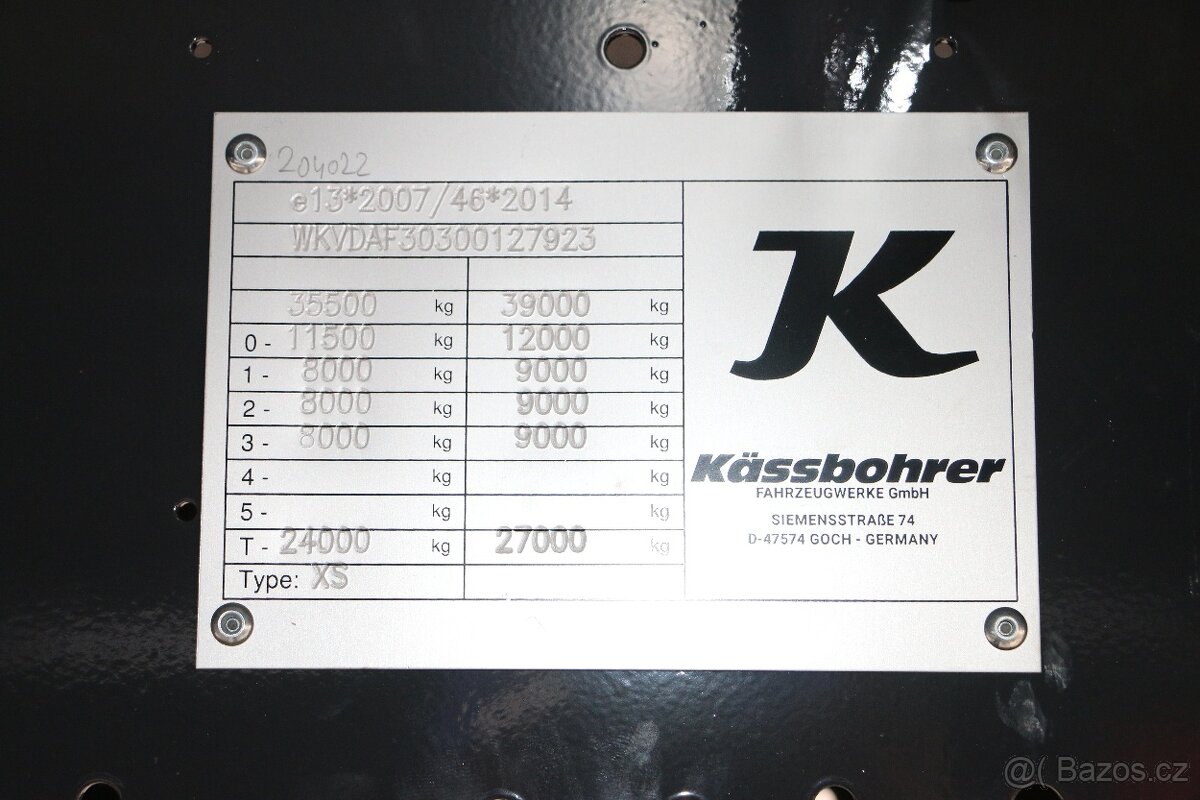 204022
e13*2007/46*2014
WKVDAF30300127923
35500 kg 39000 kg
0 - 11500 kg 12000 kg
1 - 8000 kg 9000 kg
2 - 8000 kg 9000 kg
3 - 8000 kg 9000 kg
4 - kg kg
5 - kg kg
T - 24000 kg 27000 kg
Type: XS
K
Kässbohrer
FAHRZEUGWERKE GmbH
SIEMENSSTRAßE 74
D-47574 GOCH - GERMANY
@( Bazos.cz